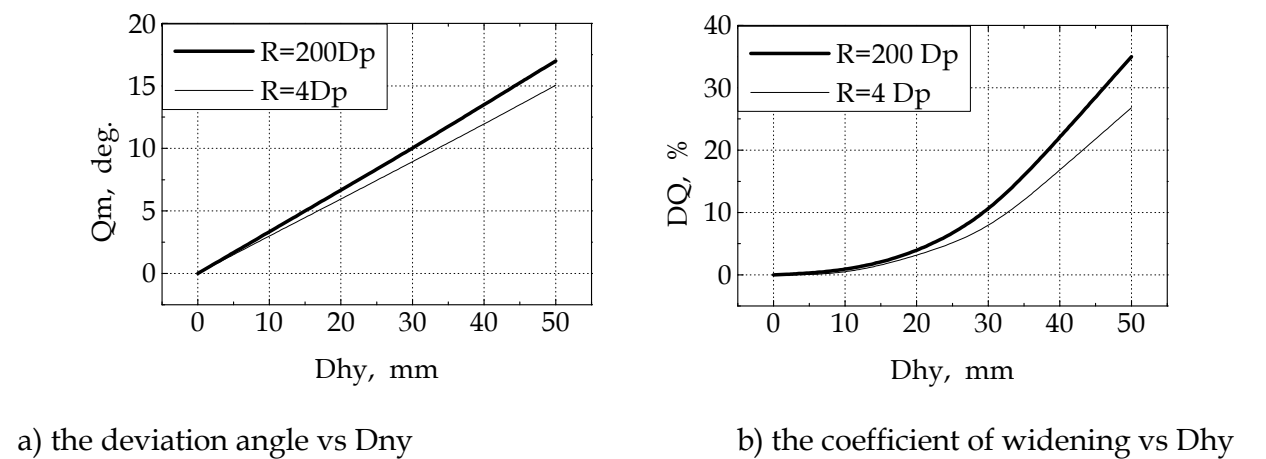 20
15
10
5
0
R=200Dp
R=4Dp
Qm, deg.
0 10 20 30 40 50
Dhy, mm
a) the deviation angle vs Dny
40
30
20
10
0
R=200 Dp
R=4 Dp
DQ, %
0 10 20 30 40 50
Dhy, mm
b) the coefficient of widening vs Dhy